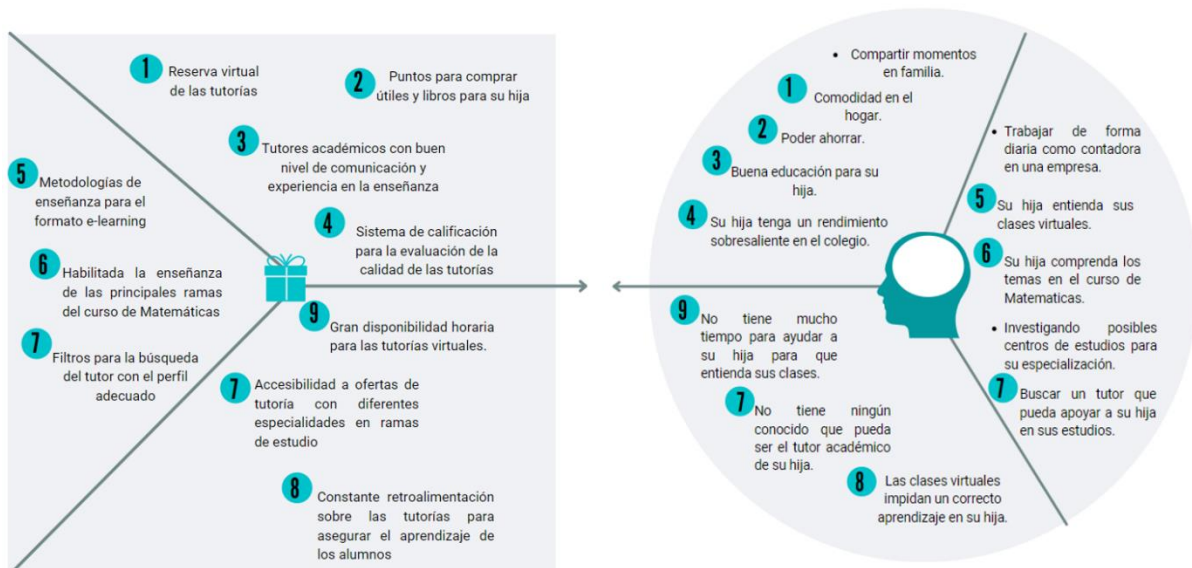 1
Reserva virtual
de las tutorías
2
Puntos para comprar
útiles y libros para su hija
3
Tutores académicos con buen
nivel de comunicación y
experiencia en la enseñanza
4
Sistema de calificación
para la evaluación de la
calidad de las tutorías
5
Metodologías de
enseñanza para el
formato e-learning
6
Habilitada la enseñanza
de las principales ramas
del curso de Matemáticas
7
Filtros para la búsqueda
del tutor con el perfil
adecuado
9
Gran disponibilidad horaria
para las tutorías virtuales.
7
Accesibilidad a ofertas de
tutoría con diferentes
especialidades en ramas
de estudio
8
Constante retroalimentación
sobre las tutorías para
asegurar el aprendizaje de
los alumnos
• Compartir momentos
en familia.
1
Comodidad en el
hogar.
2
Poder ahorrar.
3
Buena educación para su
hija.
4
Su hija tenga un rendimiento
sobresaliente en el colegio.
• Trabajar de forma
diaria como contadora
en una empresa.
5
Su hija entienda sus
clases virtuales.
6
Su hija comprenda los
temas en el curso de
Matematicas.
• Investigando posibles
centros de estudios para
su especialización.
7
Buscar un tutor que
pueda apoyar a su hija
en sus estudios.
9
No tiene mucho
tiempo para ayudar a
su hija para que
entienda sus clases.
7
No tiene ningún
conocido que pueda
ser el tutor académico
de su hija.
8
Las clases virtuales
impidan un correcto
aprendizaje en su hija.